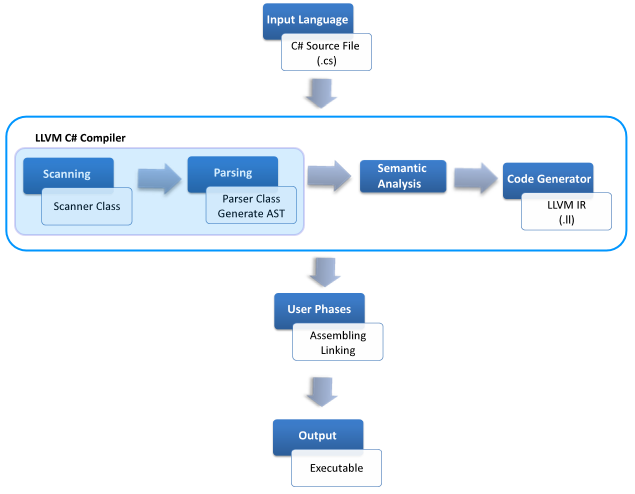 Input Language
C# Source File
(.cs)
LLVM C# Compiler
Scanning
Scanner Class
Parsing
Parser Class
Generate AST
Semantic
Analysis
Code Generator
LLVM IR
(.ll)
User Phases
Assembling
Linking
Output
Executable